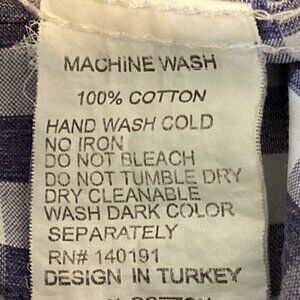 MACHINE WASH
100% COTTON
HAND WASH COLD
NO IRON
DO NOT BLEACH
DO NOT TUMBLE DRY
DRY CLEANABLE
WASH DARK COLOR
SEPARATELY
RN# 140191
DESIGN IN TURKEY
COTTON